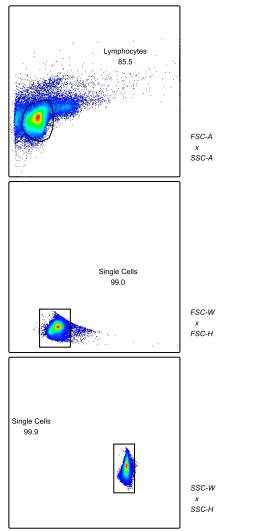 Lymphocytes
85.5
FSC-A
x
SSC-A
Single Cells
99.0
FSC-W
x
FSC-H
Single Cells
99.9
SSC-W
x
SSC-H